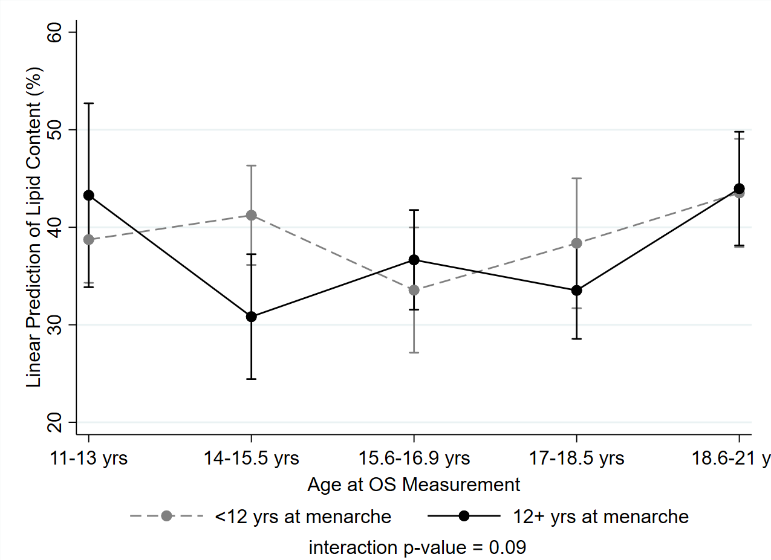 Linear Prediction of Lipid Content (%)
60
50
40
30
20
11-13 yrs 14-15.5 yrs 15.6-16.9 yrs 17-18.5 yrs 18.6-21 y
Age at OS Measurement
<12 yrs at menarche 12+ yrs at menarche
interaction p-value = 0.09